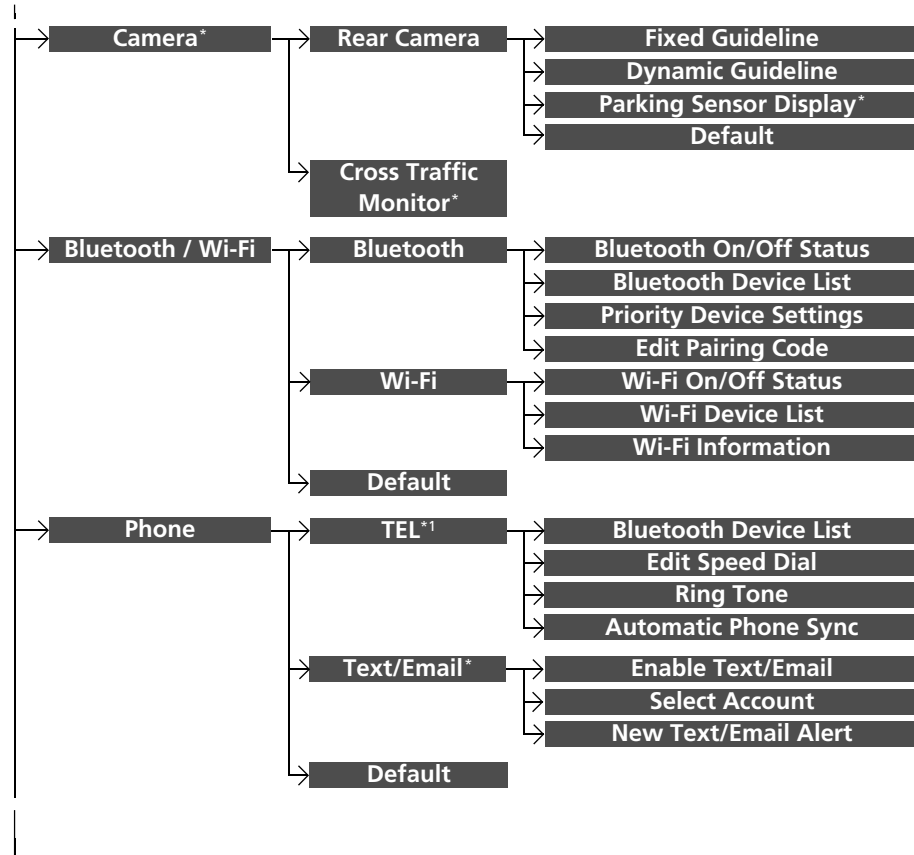 Camera*
Rear Camera
Fixed Guideline
Dynamic Guideline
Parking Sensor Display*
Default
Cross Traffic
Monitor*
Bluetooth / Wi-Fi
Bluetooth
Bluetooth On/Off Status
Bluetooth Device List
Priority Device Settings
Edit Pairing Code
Wi-Fi
Wi-Fi On/Off Status
Wi-Fi Device List
Wi-Fi Information
Default
Phone
TEL*1
Bluetooth Device List
Edit Speed Dial
Ring Tone
Automatic Phone Sync
Text/Email*
Enable Text/Email
Select Account
New Text/Email Alert
Default